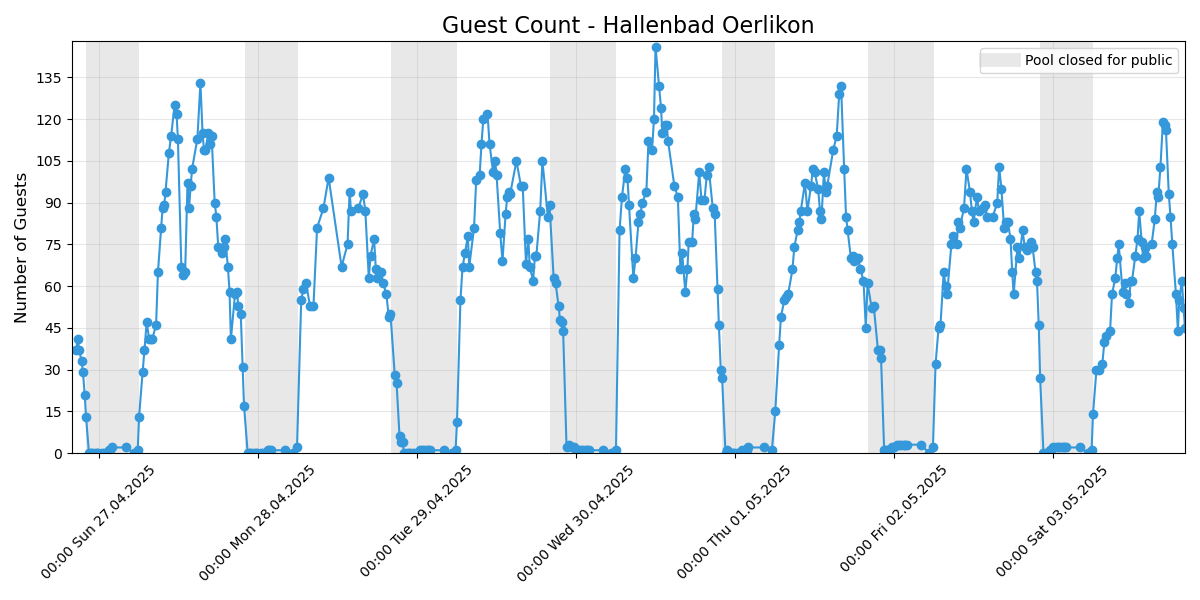 Guest Count - Hallenbad Oerlikon
Pool closed for public
Number of Guests
135
120
105
90
75
60
45
30
15
0
00:00 Sun 27.04.2025
00:00 Mon 28.04.2025
00:00 Tue 29.04.2025
00:00 Wed 30.04.2025
00:00 Thu 01.05.2025
00:00 Fri 02.05.2025
00:00 Sat 03.05.2025